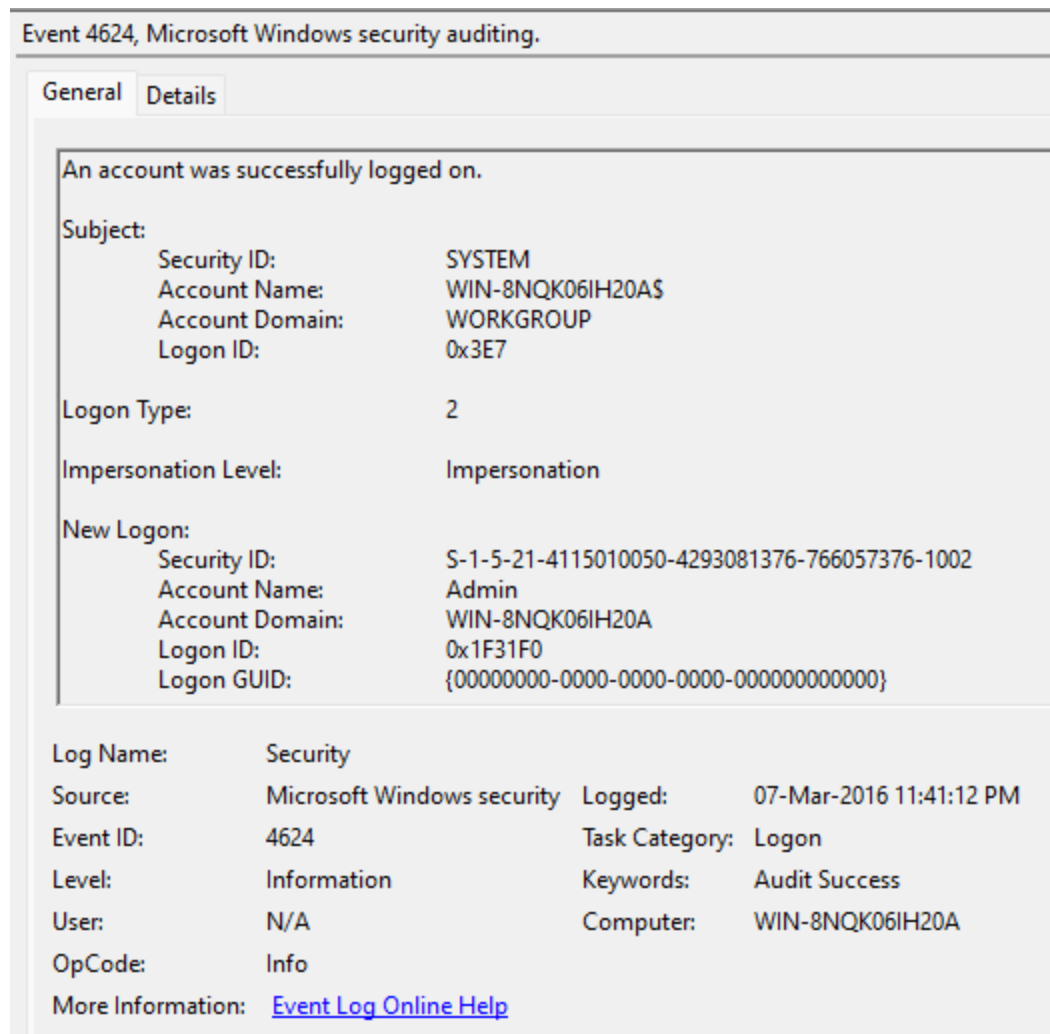 Event 4624, Microsoft Windows security auditing.
General Details
An account was successfully logged on.
Subject:
Security ID: SYSTEM
Account Name: WIN-8NQK06IH20A$
Account Domain: WORKGROUP
Logon ID: 0x3E7
Logon Type: 2
Impersonation Level: Impersonation
New Logon:
Security ID: S-1-5-21-4115010050-4293081376-766057376-1002
Account Name: Admin
Account Domain: WIN-8NQK06IH20A
Logon ID: 0x1F31F0
Logon GUID: {00000000-0000-0000-0000-000000000000}
Log Name: Security
Source: Microsoft Windows security Logged: 07-Mar-2016 11:41:12 PM
Event ID: 4624 Task Category: Logon
Level: Information Keywords: Audit Success
User: N/A Computer: WIN-8NQK06IH20A
OpCode: Info
More Information: Event Log Online Help